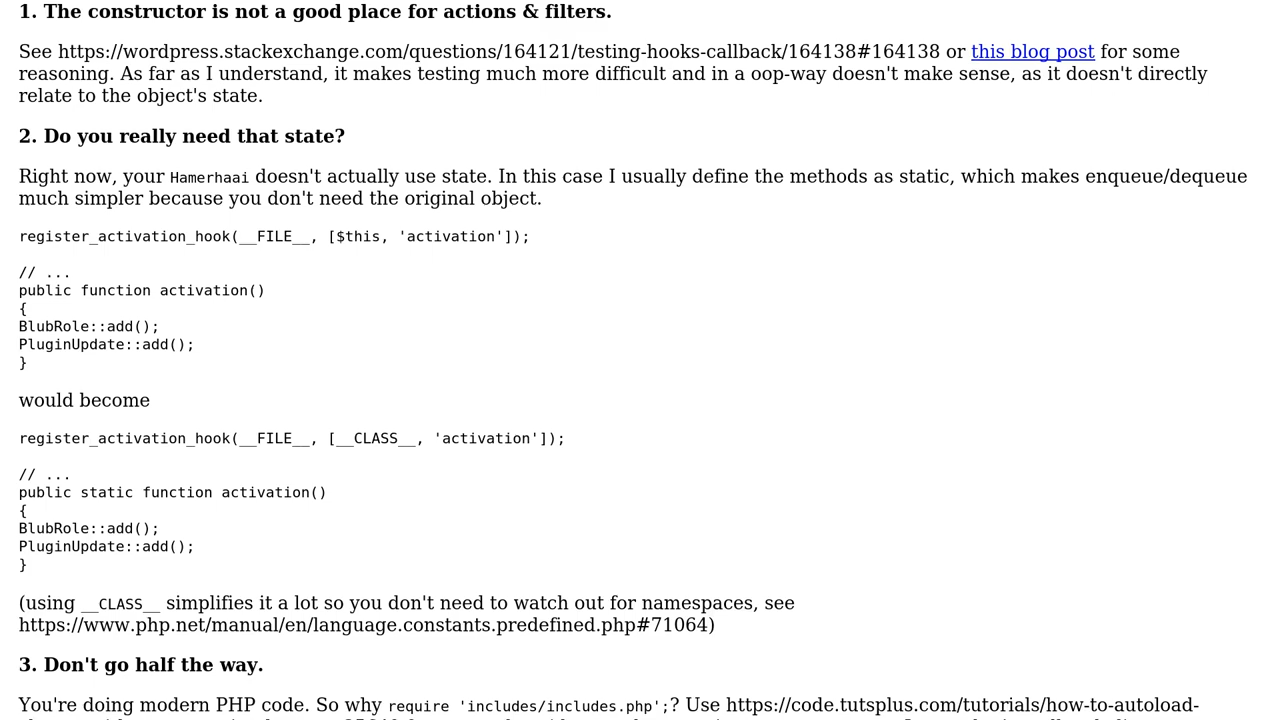 1. The constructor is not a good place for actions & filters.
See https://wordpress.stackexchange.com/questions/164121/testing-hooks-callback/164138#164138 or this blog post for some
reasoning. As far as I understand, it makes testing much more difficult and in a oop-way doesn't make sense, as it doesn't directly
relate to the object's state.
2. Do you really need that state?
Right now, your Hamerhaai doesn't actually use state. In this case I usually define the methods as static, which makes enqueue/dequeue
much simpler because you don't need the original object.
register_activation_hook(__FILE__, [$this, 'activation']);
// ...
public function activation()
{
BlubRole::add();
PluginUpdate::add();
}
would become
register_activation_hook(__FILE__, [__CLASS__, 'activation']);
// ...
public static function activation()
{
BlubRole::add();
PluginUpdate::add();
}
(using __CLASS__ simplifies it a lot so you don't need to watch out for namespaces, see
https://www.php.net/manual/en/language.constants.predefined.php#71064)
3. Don't go half the way.
You're doing modern PHP code. So why require 'includes/includes.php';? Use https://code.tutsplus.com/tutorials/how-to-autoload-